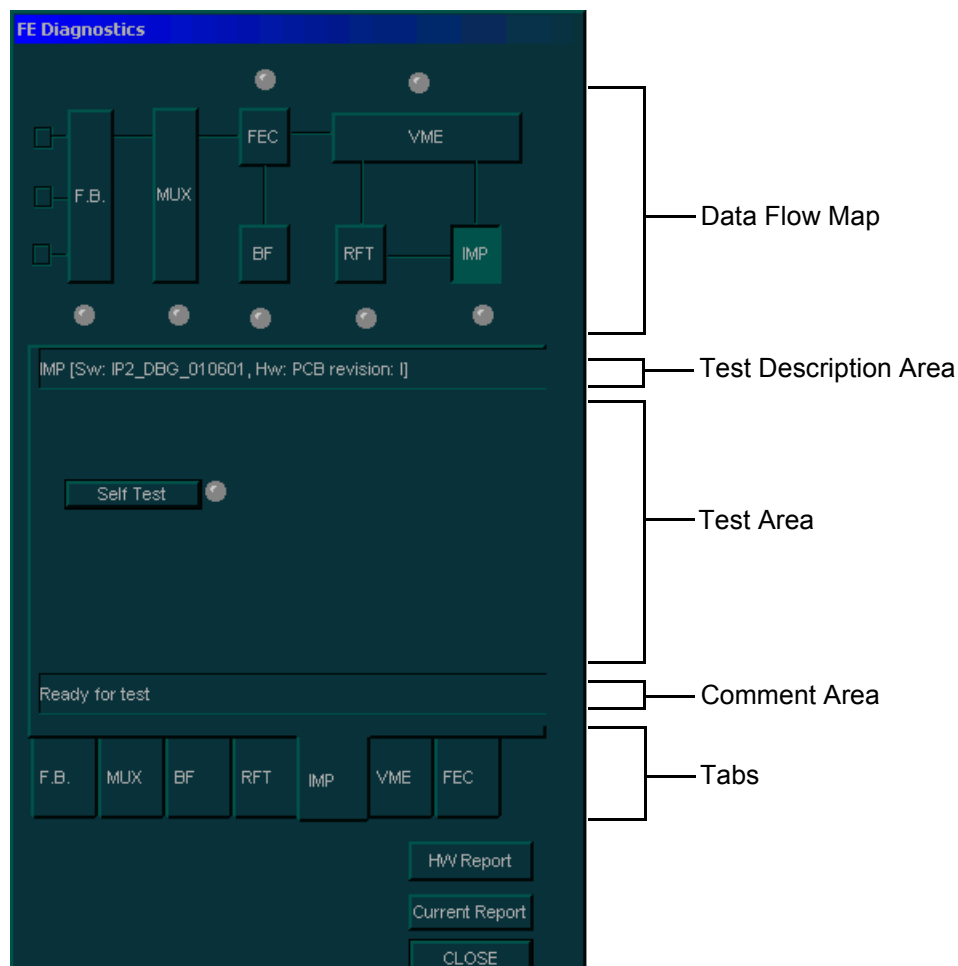 FE Diagnostics
FEC
VME
F.B.
MUX
BF
RFT
IMP
Data Flow Map
IMP [Sw: IP2_DBG_010601, Hw: PCB revision: I]
Test Description Area
Self Test
Test Area
Ready for test
Comment Area
F.B.
MUX
BF
RFT
IMP
VME
FEC
Tabs
HW Report
Current Report
CLOSE